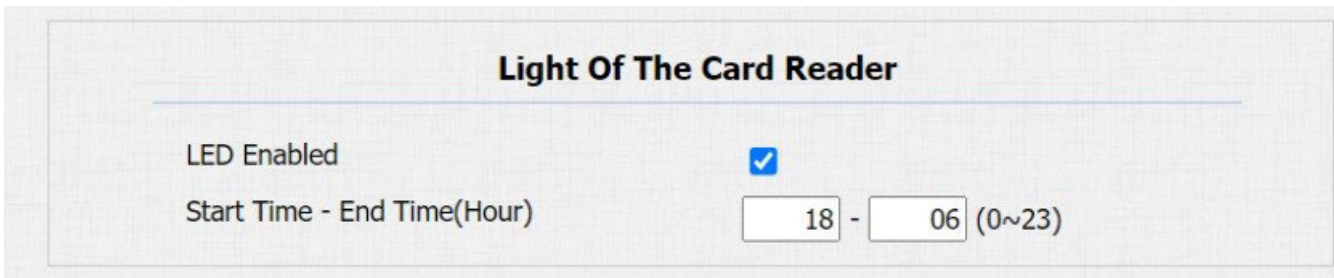 Light Of The Card Reader
LED Enabled
Start Time - End Time(Hour) 18 - 06 (0~23)